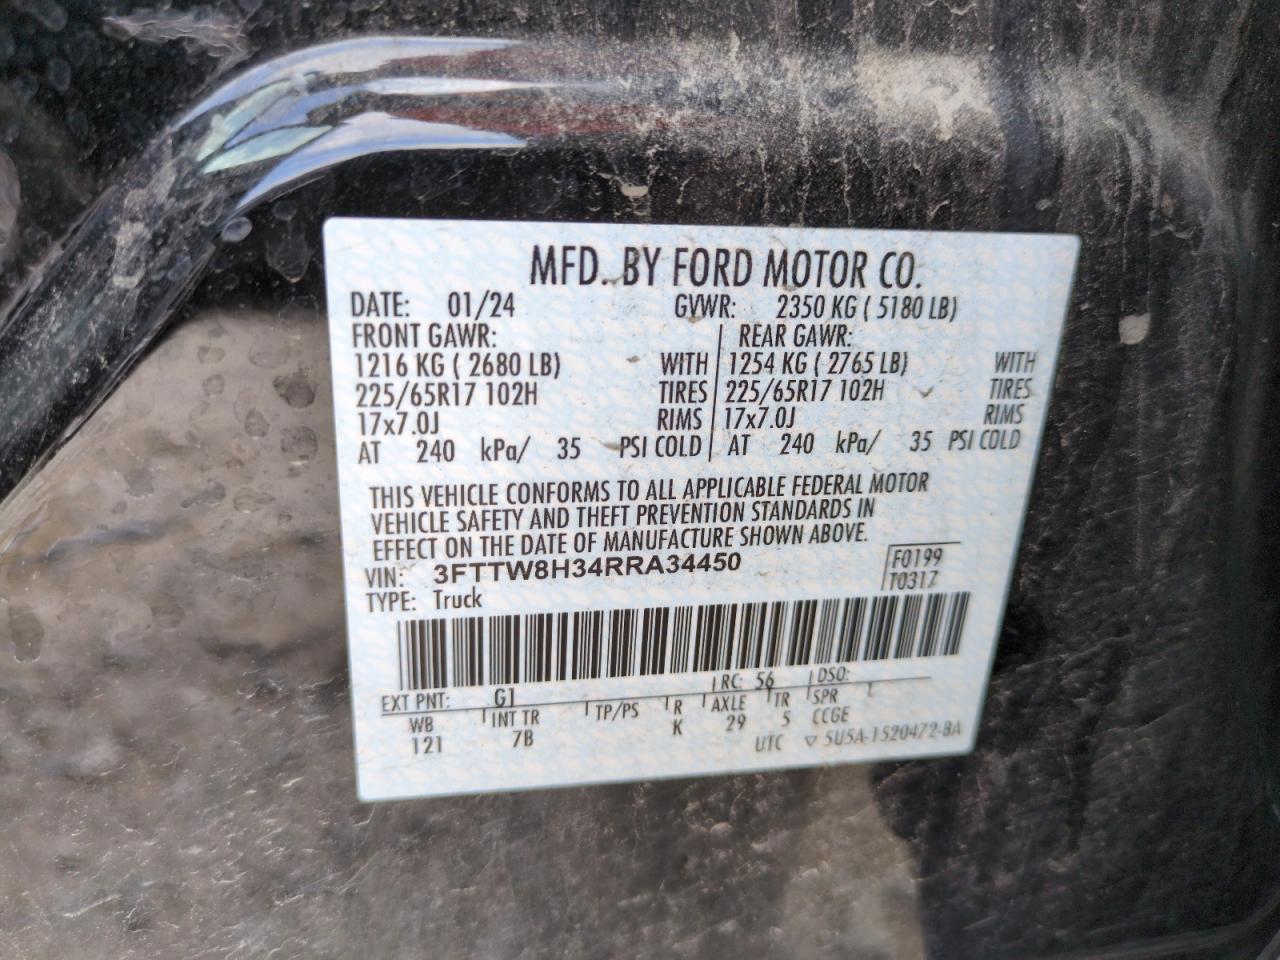 MFD. BY FORD MOTOR CO.
DATE: 01/24 GVWR: 2350 KG ( 5180 LB)
FRONT GAWR: REAR GAWR:
1216 KG ( 2680 LB) WITH 1254 KG ( 2765 LB) WITH
225/65R17 102H TIRES 225/65R17 102H TIRES
17x7.0J RIMS 17x7.0J RIMS
AT 240 kPa/ 35 PSI COLD AT 240 kPa/ 35 PSI COLD
THIS VEHICLE CONFORMS TO ALL APPLICABLE FEDERAL MOTOR
VEHICLE SAFETY AND THEFT PREVENTION STANDARDS IN
EFFECT ON THE DATE OF MANUFACTURE SHOWN ABOVE.
VIN: 3FTTW8H34RRA34450 F0199
TYPE: Truck T0317
RC: 56 DSO:
EXT PNT: G1
WB INT TR TP/PS R AXLE TR SPR
121 7B K 29 5 CCGE
UTC ▽ 5U5A-1520472-BA